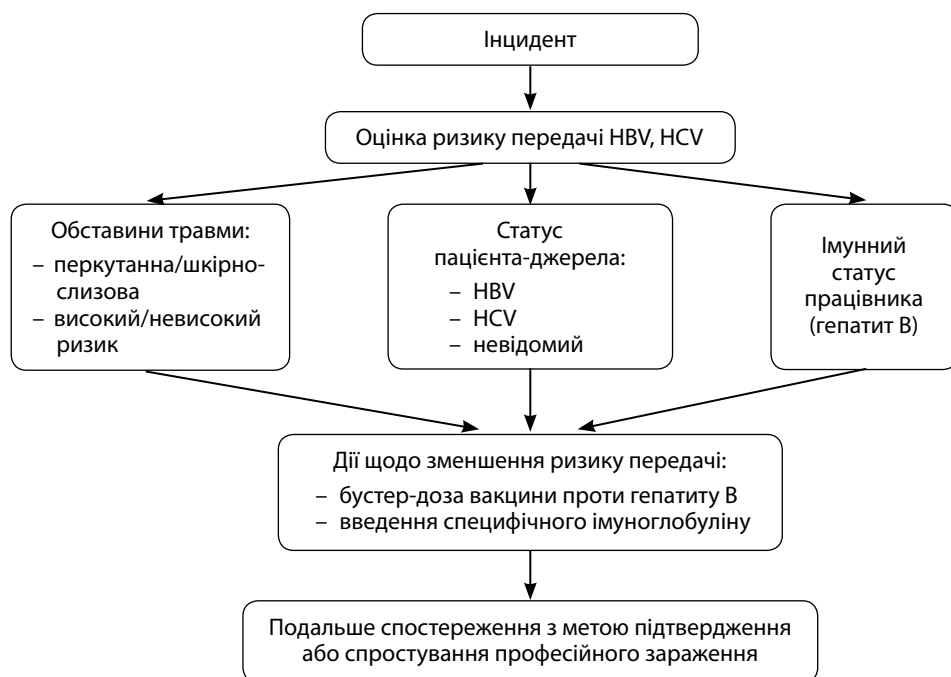 Інцидент
Оцінка ризику передачі HBV, HCV
Обставини травми:
– перкутанна/шкірно-
слизова
– високий/невисокий
ризик
Статус
пацієнта-джерела:
– HBV
– HCV
– невідомий
Імунний
статус
працівника
(гепатит В)
Дії щодо зменшення ризику передачі:
– бустер-доза вакцини проти гепатиту В
– введення специфічного імуноглобуліну
Подальше спостереження з метою підтвердження
або спростування професійного зараження